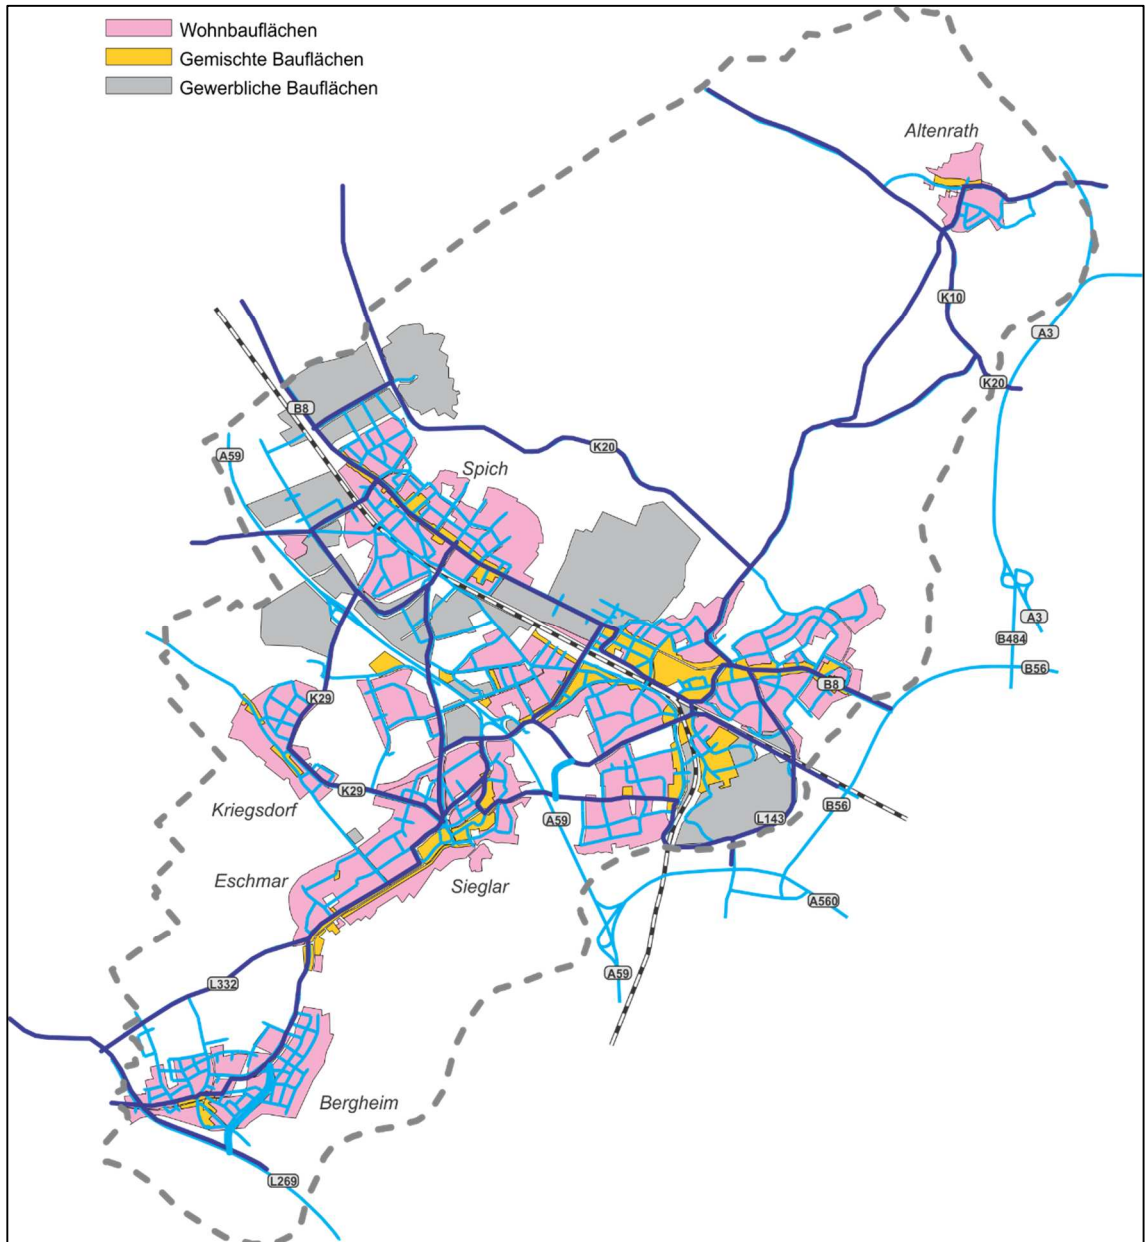 Wohnbauflächen
Gemischte Bauflächen
Gewerbliche Bauflächen
Altenrath
K10
A3
K20
B8
K20
A59
Spich
A3
B484
B56
B8
K29
K29
Kriegsdorf
B56
L143
A59
Eschmar
Sieglar
A560
A59
L332
Bergheim
L269